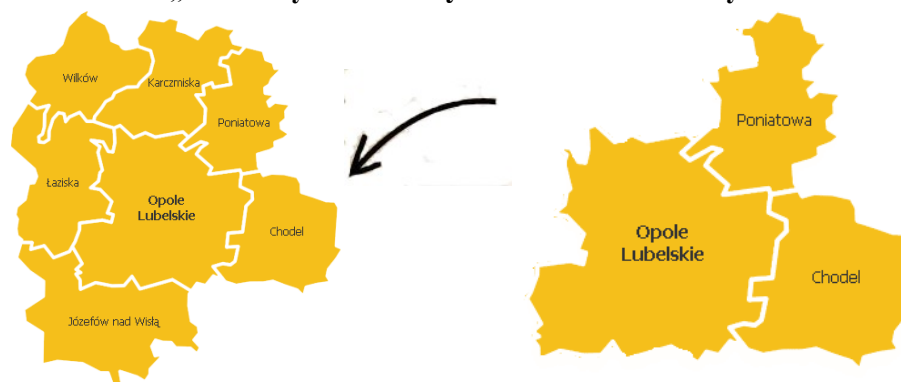 Wilków
Karczmiska
Poniatowa
Łaziska
Opole
Lubelskie
Chodel
Józefów nad Wisłą
Poniatowa
Opole
Lubelskie
Chodel